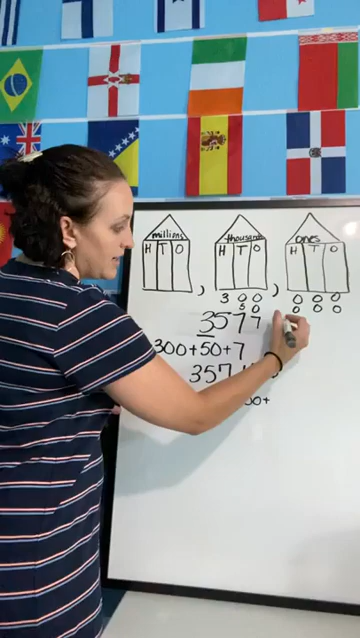 millions thousands ones
H T O H T O H T O
, ,
3 0 0 0 0 0
5 0 0 0 0
3577
300+50+7
357
00+